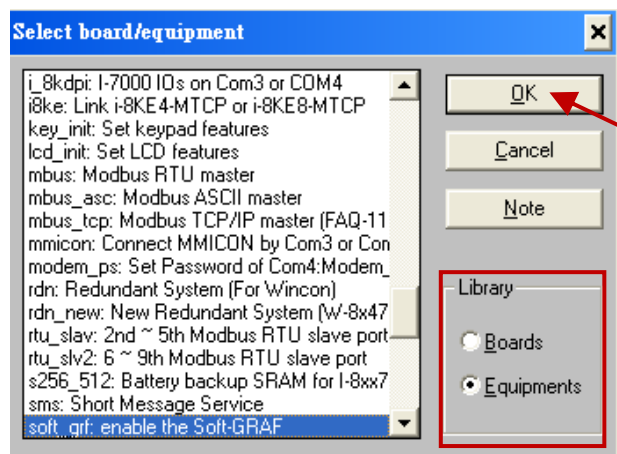 Select board/equipment
i_8kdpi: I-7000 IOs on Com3 or COM4
i8ke: Link i-8KE4-MTCP or i-8KE8-MTCP
key_init: Set keypad features
lcd_init: Set LCD features
mbus: Modbus RTU master
mbus_asc: Modbus ASCII master
mbus_tcp: Modbus TCP/IP master (FAQ-11
mmicon: Connect MMICON by Com3 or Con
modem_ps: Set Password of Com4:Modem_
rdn: Redundant System (For Wincon)
rdn_new: New Redundant System (W-8x47
rtu_slav: 2nd ~ 5th Modbus RTU slave port
rtu_slv2: 6 ~ 9th Modbus RTU slave port
s256_512: Battery backup SRAM for I-8xx7
sms: Short Message Service
soft_grf: enable the Soft-GRAF
OK
Cancel
Note
Library
Boards
Equipments